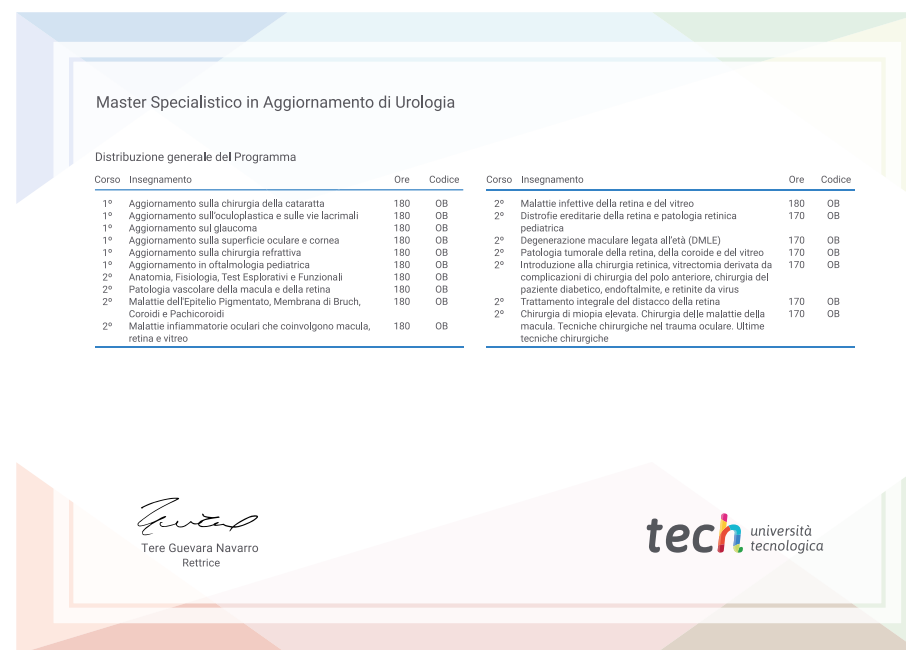 Master Specialistico in Aggiornamento di Urologia
Distribuzione generale del Programma
Corso Insegnamento Ore Codice
1º Aggiornamento sulla chirurgia della cataratta 180 OB
1º Aggiornamento sull'oculoplastica e sulle vie lacrimali 180 OB
1º Aggiornamento sul glaucoma 180 OB
1º Aggiornamento sulla superficie oculare e cornea 180 OB
1º Aggiornamento sulla chirurgia refrattiva 180 OB
1º Aggiornamento in oftalmologia pediatrica 180 OB
2º Anatomia, Fisiologia, Test Esplorativi e Funzionali 180 OB
2º Patologia vascolare della macula e della retina 180 OB
2º Malattie dell'Epitelio Pigmentato, Membrana di Bruch, 180 OB
Coroidi e Pachicoroidi
2º Malattie infiammatorie oculari che coinvolgono macula, 180 OB
retina e vitreo
Corso Insegnamento Ore Codice
2º Malattie infettive della retina e del vitreo 180 OB
2º Distrofie ereditarie della retina e patologia retinica 170 OB
pediatrica
2º Degenerazione maculare legata all'età (DMLE) 170 OB
2º Patologia tumorale della retina, della coroide e del vitreo 170 OB
2º Introduzione alla chirurgia retinica, vitrectomia derivata da 170 OB
complicazioni di chirurgia del polo anteriore, chirurgia del
paziente diabetico, endoftalmite, e retinite da virus
2º Trattamento integrale del distacco della retina 170 OB
2º Chirurgia di miopia elevata. Chirurgia delle malattie della 170 OB
macula. Tecniche chirurgiche nel trauma oculare. Ultime
tecniche chirurgiche
Tere Guevara Navarro
Rettrice
tech università
tecnologica